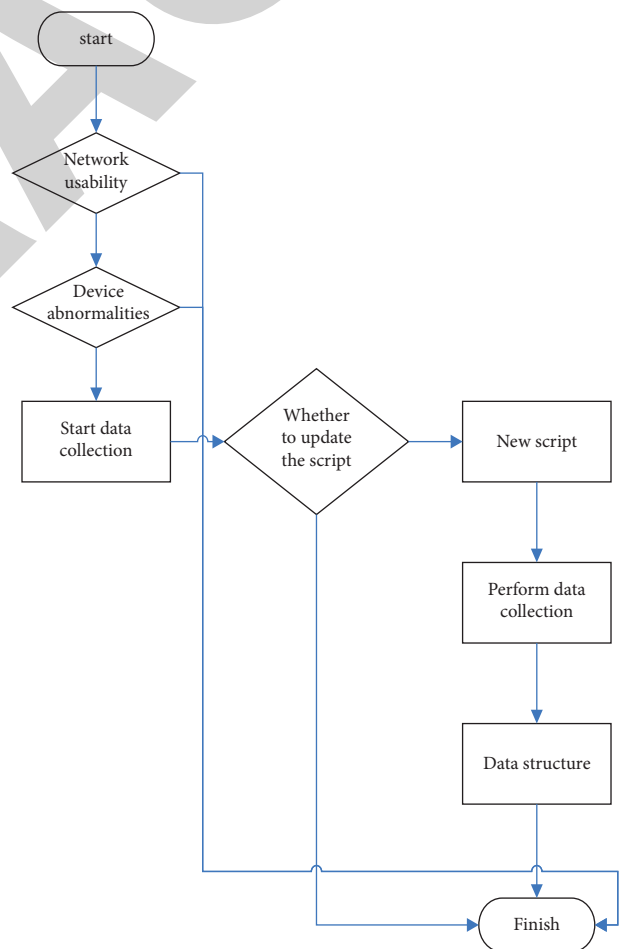 start
Network
usability
Device
abnormalities
Start data
collection
Whether
to update
the script
New script
Perform data
collection
Data structure
Finish